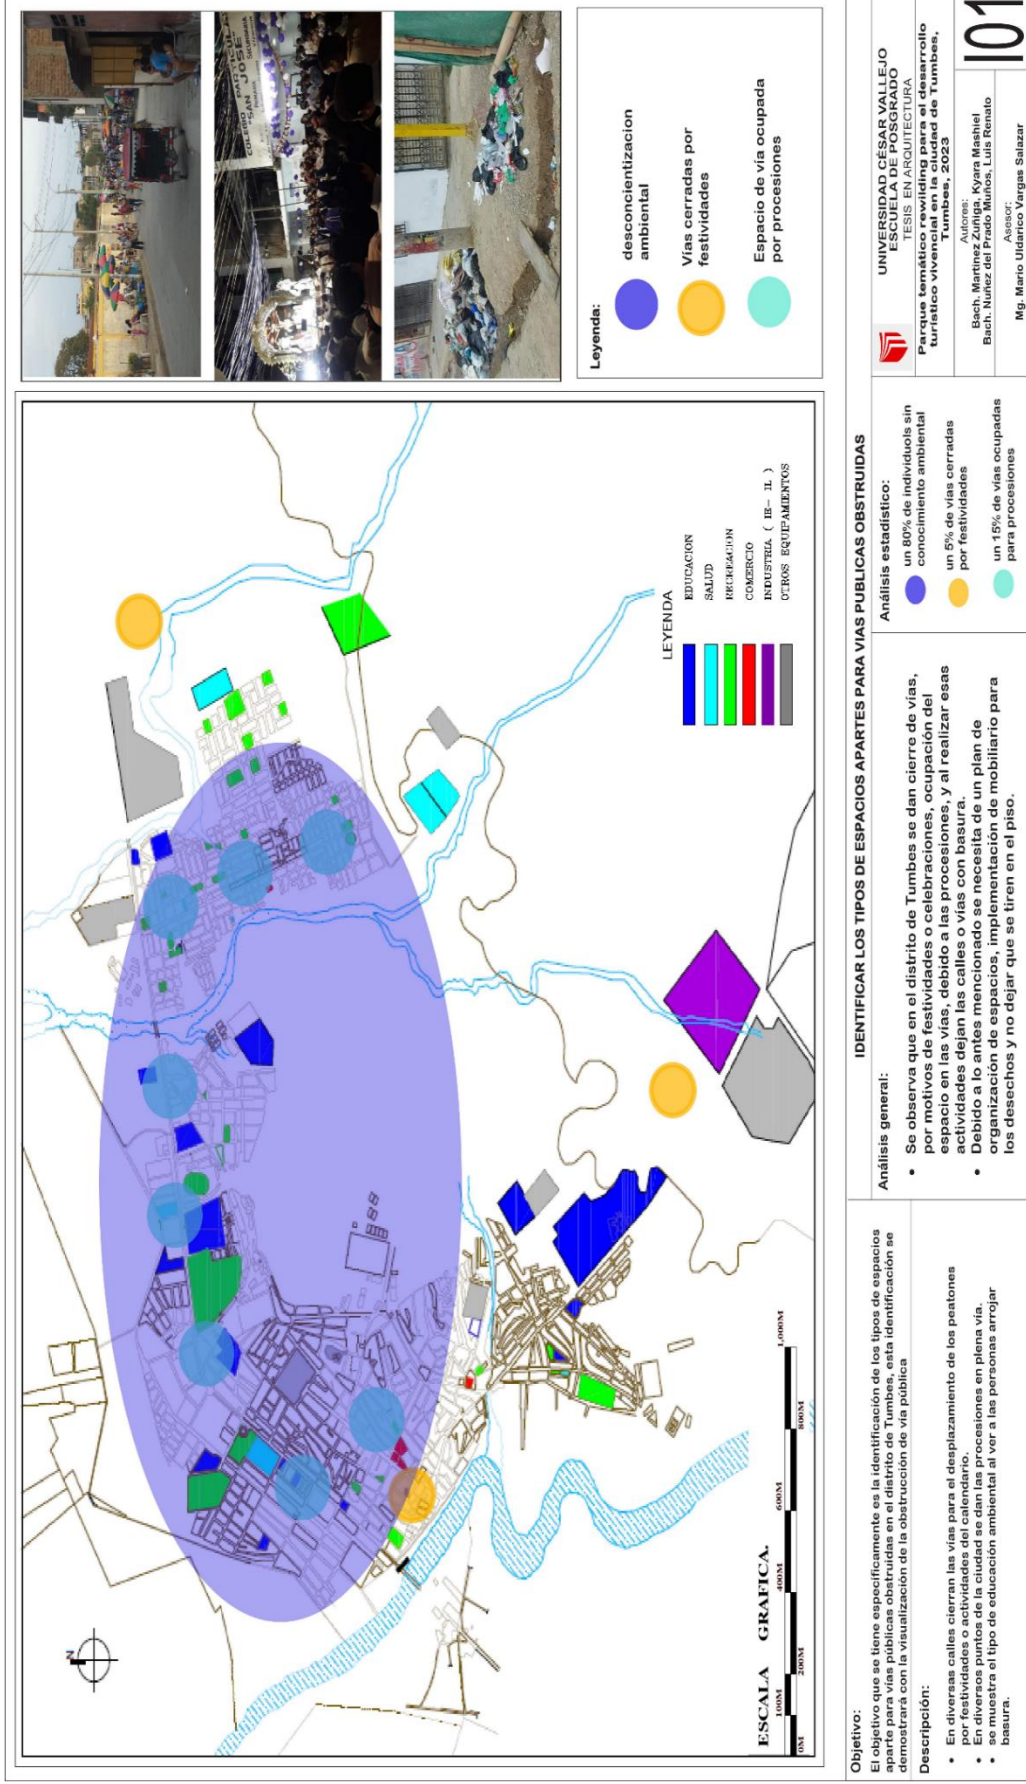 COLEGIO PARTICULAR
SAN JOSE
Leyenda:
desconcientizacion
ambiental
Vias cerradas por
festividades
Espacio de vía ocupada
por procesiones
N
LEYENDA
EDUCACION
SALUD
RECREACION
COMERCIO
INDUSTRIA ( IR- IL )
OTROS EQUIPAMIENTOS
ESCALA GRAFICA.
0M 100M 200M 400M 600M 800M 1,000M
IDENTIFICAR LOS TIPOS DE ESPACIOS APARTES PARA VIAS PUBLICAS OBSTRUIDAS
Objetivo:
El objetivo que se tiene específicamente es la identificación de los tipos de espacios
aparte para vías públicas obstruidas en el distrito de Tumbes, esta identificación se
demostrará con la visualización de la obstrucción de vía pública
Descripción:
• En diversas calles cierran las vías para el desplazamiento de los peatones
por festividades o actividades del calendario.
• En diversos puntos de la ciudad se dan las procesiones en plena vía.
• se muestra el tipo de educación ambiental al ver a las personas arrojar
basura.
Análisis general:
• Se observa que en el distrito de Tumbes se dan cierre de vías,
por motivos de festividades o celebraciones, ocupación del
espacio en las vías, debido a las procesiones, y al realizar esas
actividades dejan las calles o vías con basura.
• Debido a lo antes mencionado se necesita de un plan de
organización de espacios, implementación de mobiliario para
los desechos y no dejar que se tiren en el piso.
Análisis estadístico:
un 80% de individuols sin
conocimiento ambiental
un 5% de vías cerradas
por festividades
un 15% de vías ocupadas
para procesiones
UNIVERSIDAD CÉSAR VALLEJO
ESCUELA DE POSGRADO
TESIS EN ARQUITECTURA
Parque temático rewilding para el desarrollo
turístico vivencial en la ciudad de Tumbes,
Tumbes, 2023
Autores:
Bach. Martinez Zuñiga, Kyara Mashiel
Bach. Nuñez del Prado Muños, Luis Renato
Asesor:
Mg. Mario Uldarico Vargas Salazar
I01